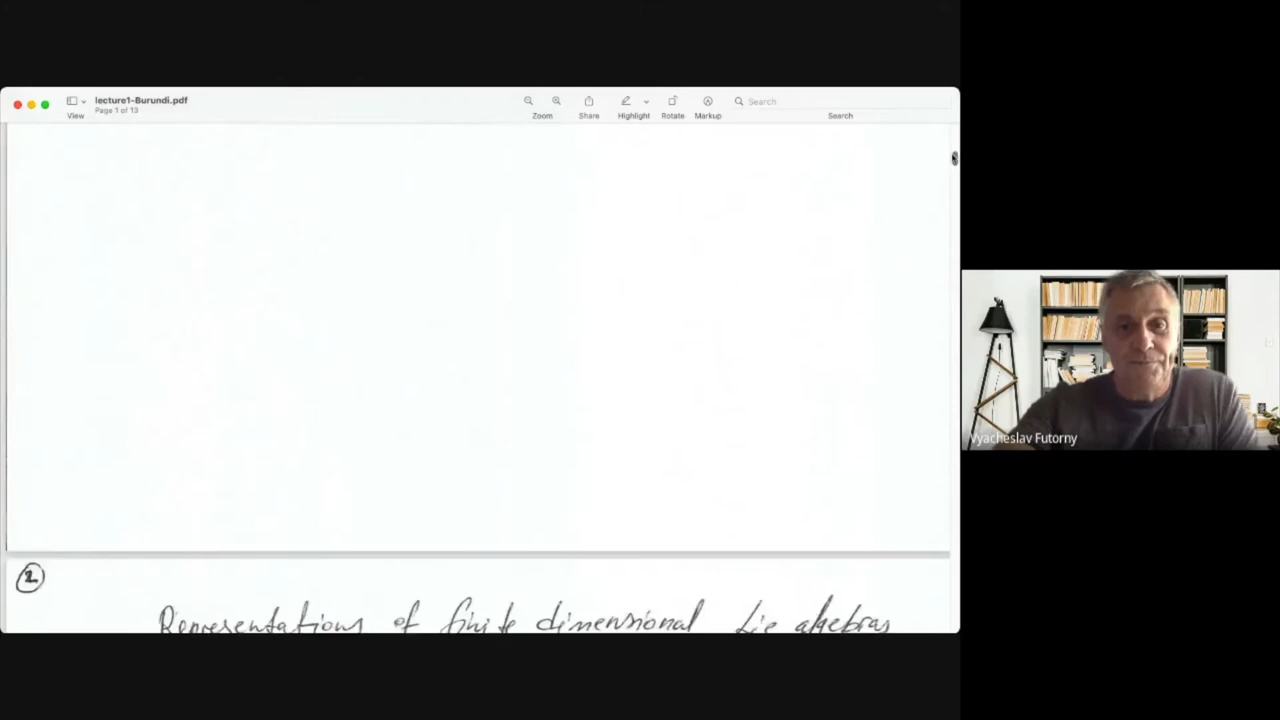 lecture1-Burundi.pdf
Page 1 of 13
View
Zoom
Share
Highlight
Rotate
Markup
Search
Search
2
Representations of finite dimensional Lie algebras
Vyacheslav Futorny